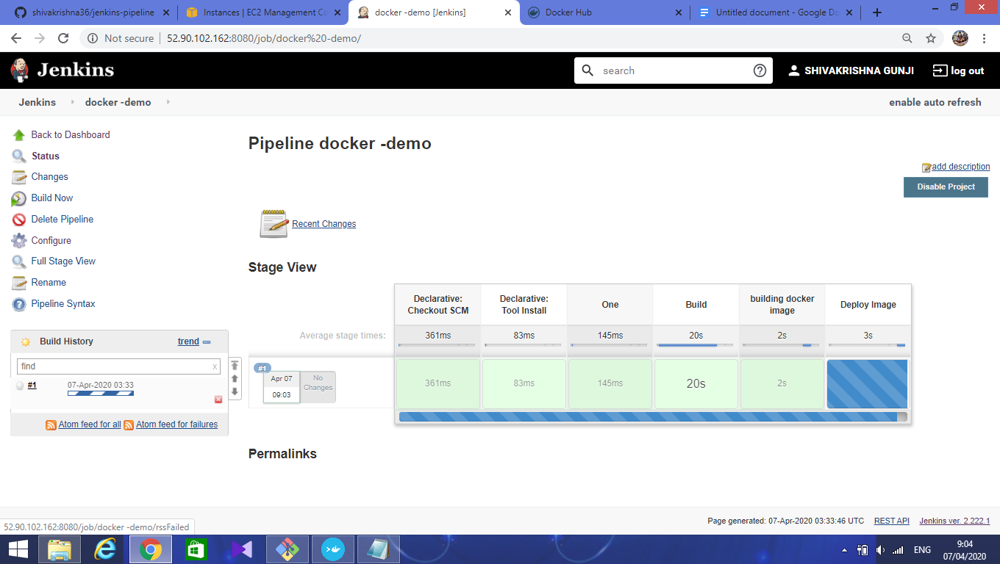 shivakrishna36/jenkins-pipeline
Instances | EC2 Management Co
docker -demo [Jenkins]
Docker Hub
Untitled document - Google Do
Not secure
52.90.102.162:8080/job/docker%20-demo/
Jenkins
search
SHIVAKRISHNA GUNJI
log out
Jenkins
docker -demo
enable auto refresh
Back to Dashboard
Status
Changes
Build Now
Delete Pipeline
Configure
Full Stage View
Rename
Pipeline Syntax
Build History
trend
find
x
#1
07-Apr-2020 03:33
Atom feed for all
Atom feed for failures
Pipeline docker -demo
add description
Disable Project
Recent Changes
Stage View
Declarative: Checkout SCM
Declarative: Tool Install
One
Build
building docker image
Deploy Image
Average stage times:
361ms
83ms
145ms
20s
2s
3s
#1
Apr 07
09:03
No Changes
361ms
83ms
145ms
20s
2s
Permalinks
Page generated: 07-Apr-2020 03:33:46 UTC
REST API
Jenkins ver. 2.222.1
52.90.102.162:8080/job/docker -demo/rssFailed
ENG
9:04
07/04/2020